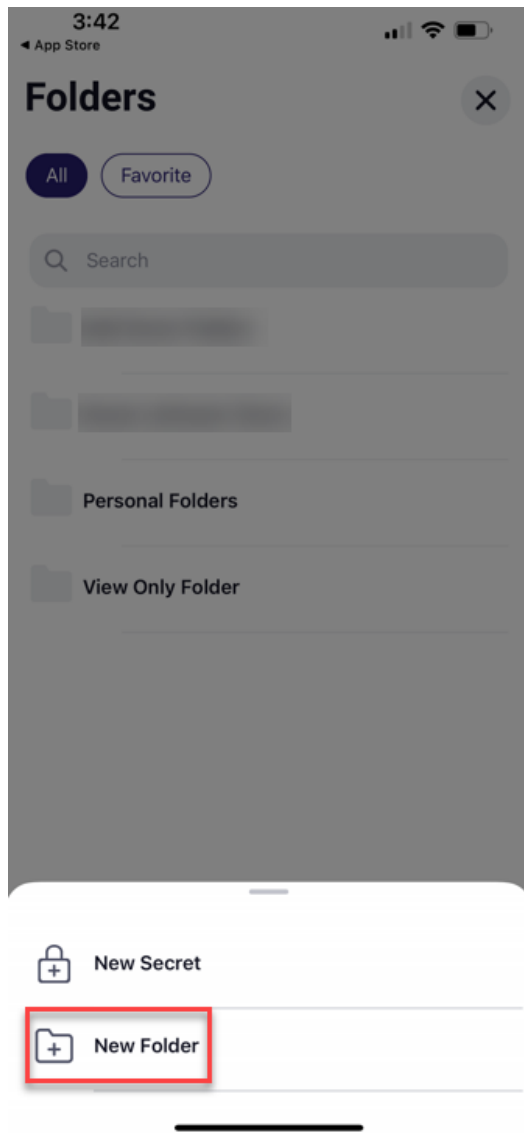 3:42
◀ App Store
Folders
All
Favorite
Search
Personal Folders
View Only Folder
New Secret
New Folder